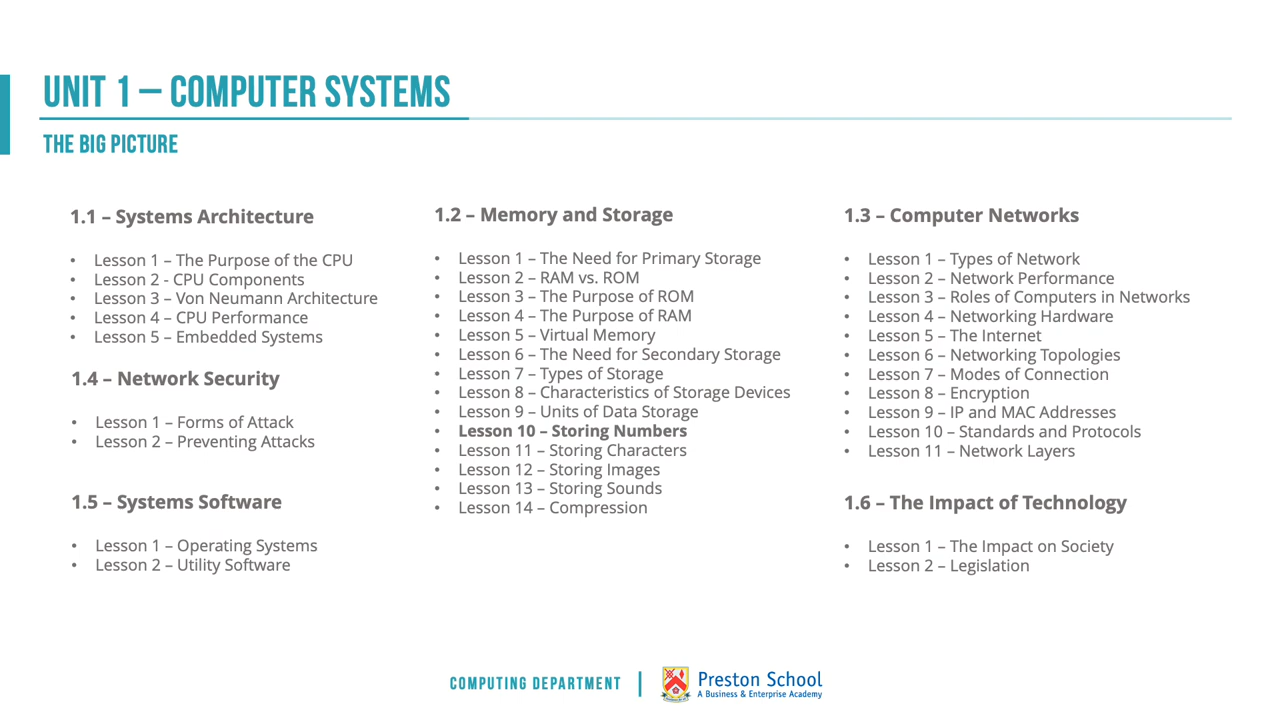 UNIT 1 – COMPUTER SYSTEMS
THE BIG PICTURE
1.1 – Systems Architecture
• Lesson 1 – The Purpose of the CPU
• Lesson 2 - CPU Components
• Lesson 3 – Von Neumann Architecture
• Lesson 4 – CPU Performance
• Lesson 5 – Embedded Systems
1.4 – Network Security
• Lesson 1 – Forms of Attack
• Lesson 2 – Preventing Attacks
1.5 – Systems Software
• Lesson 1 – Operating Systems
• Lesson 2 – Utility Software
1.2 – Memory and Storage
• Lesson 1 – The Need for Primary Storage
• Lesson 2 – RAM vs. ROM
• Lesson 3 – The Purpose of ROM
• Lesson 4 – The Purpose of RAM
• Lesson 5 – Virtual Memory
• Lesson 6 – The Need for Secondary Storage
• Lesson 7 – Types of Storage
• Lesson 8 – Characteristics of Storage Devices
• Lesson 9 – Units of Data Storage
• Lesson 10 – Storing Numbers
• Lesson 11 – Storing Characters
• Lesson 12 – Storing Images
• Lesson 13 – Storing Sounds
• Lesson 14 – Compression
1.3 – Computer Networks
• Lesson 1 – Types of Network
• Lesson 2 – Network Performance
• Lesson 3 – Roles of Computers in Networks
• Lesson 4 – Networking Hardware
• Lesson 5 – The Internet
• Lesson 6 – Networking Topologies
• Lesson 7 – Modes of Connection
• Lesson 8 – Encryption
• Lesson 9 – IP and MAC Addresses
• Lesson 10 – Standards and Protocols
• Lesson 11 – Network Layers
1.6 – The Impact of Technology
• Lesson 1 – The Impact on Society
• Lesson 2 – Legislation
COMPUTING DEPARTMENT
Preston School
A Business & Enterprise Academy